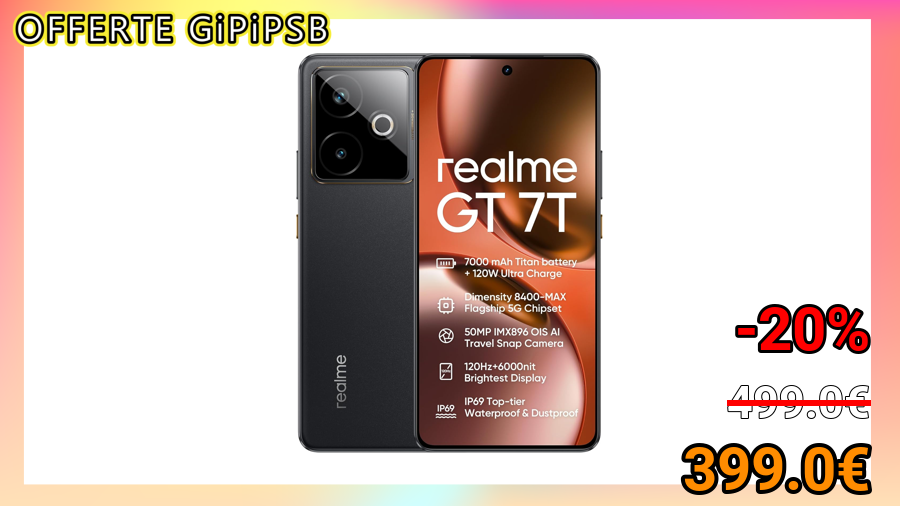 OFFERTE GiPiPSB
realme
GT 7T
7000 mAh Titan battery
+ 120W Ultra Charge
Dimensity 8400-MAX
Flagship 5G Chipset
50MP IMX896 OIS AI
Travel Snap Camera
120Hz+6000nit
Brightest Display
IP69
IP69 Top-tier
Waterproof & Dustproof
realme
-20%
499.0€
399.0€